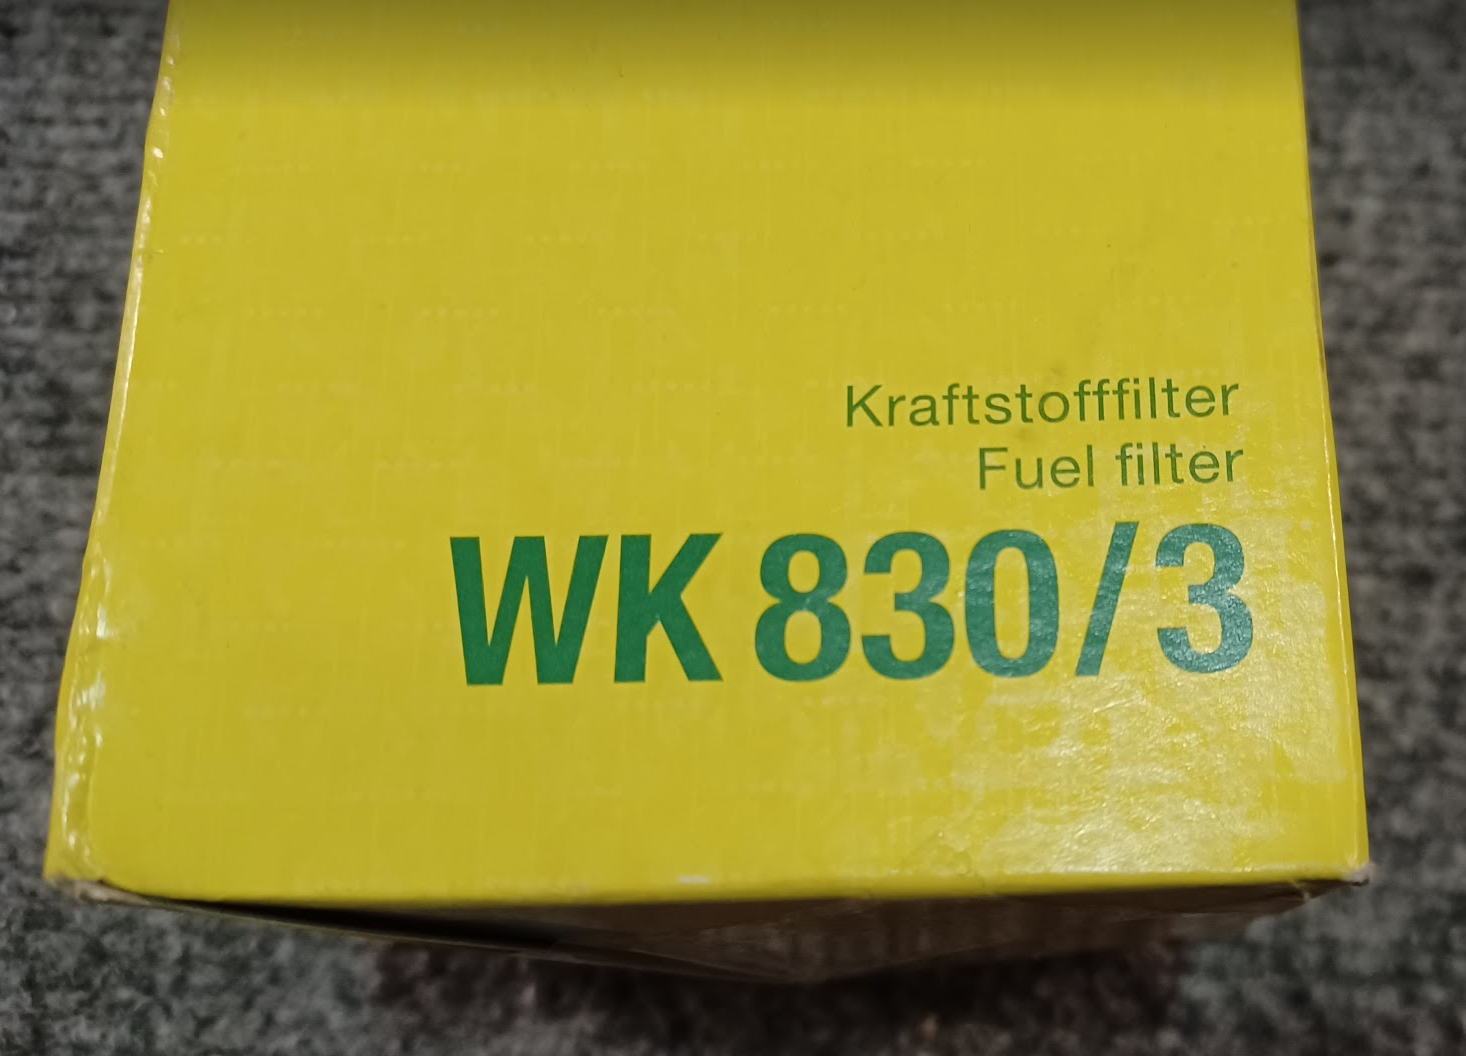 Kraftstofffilter
Fuel filter
WK 830/3